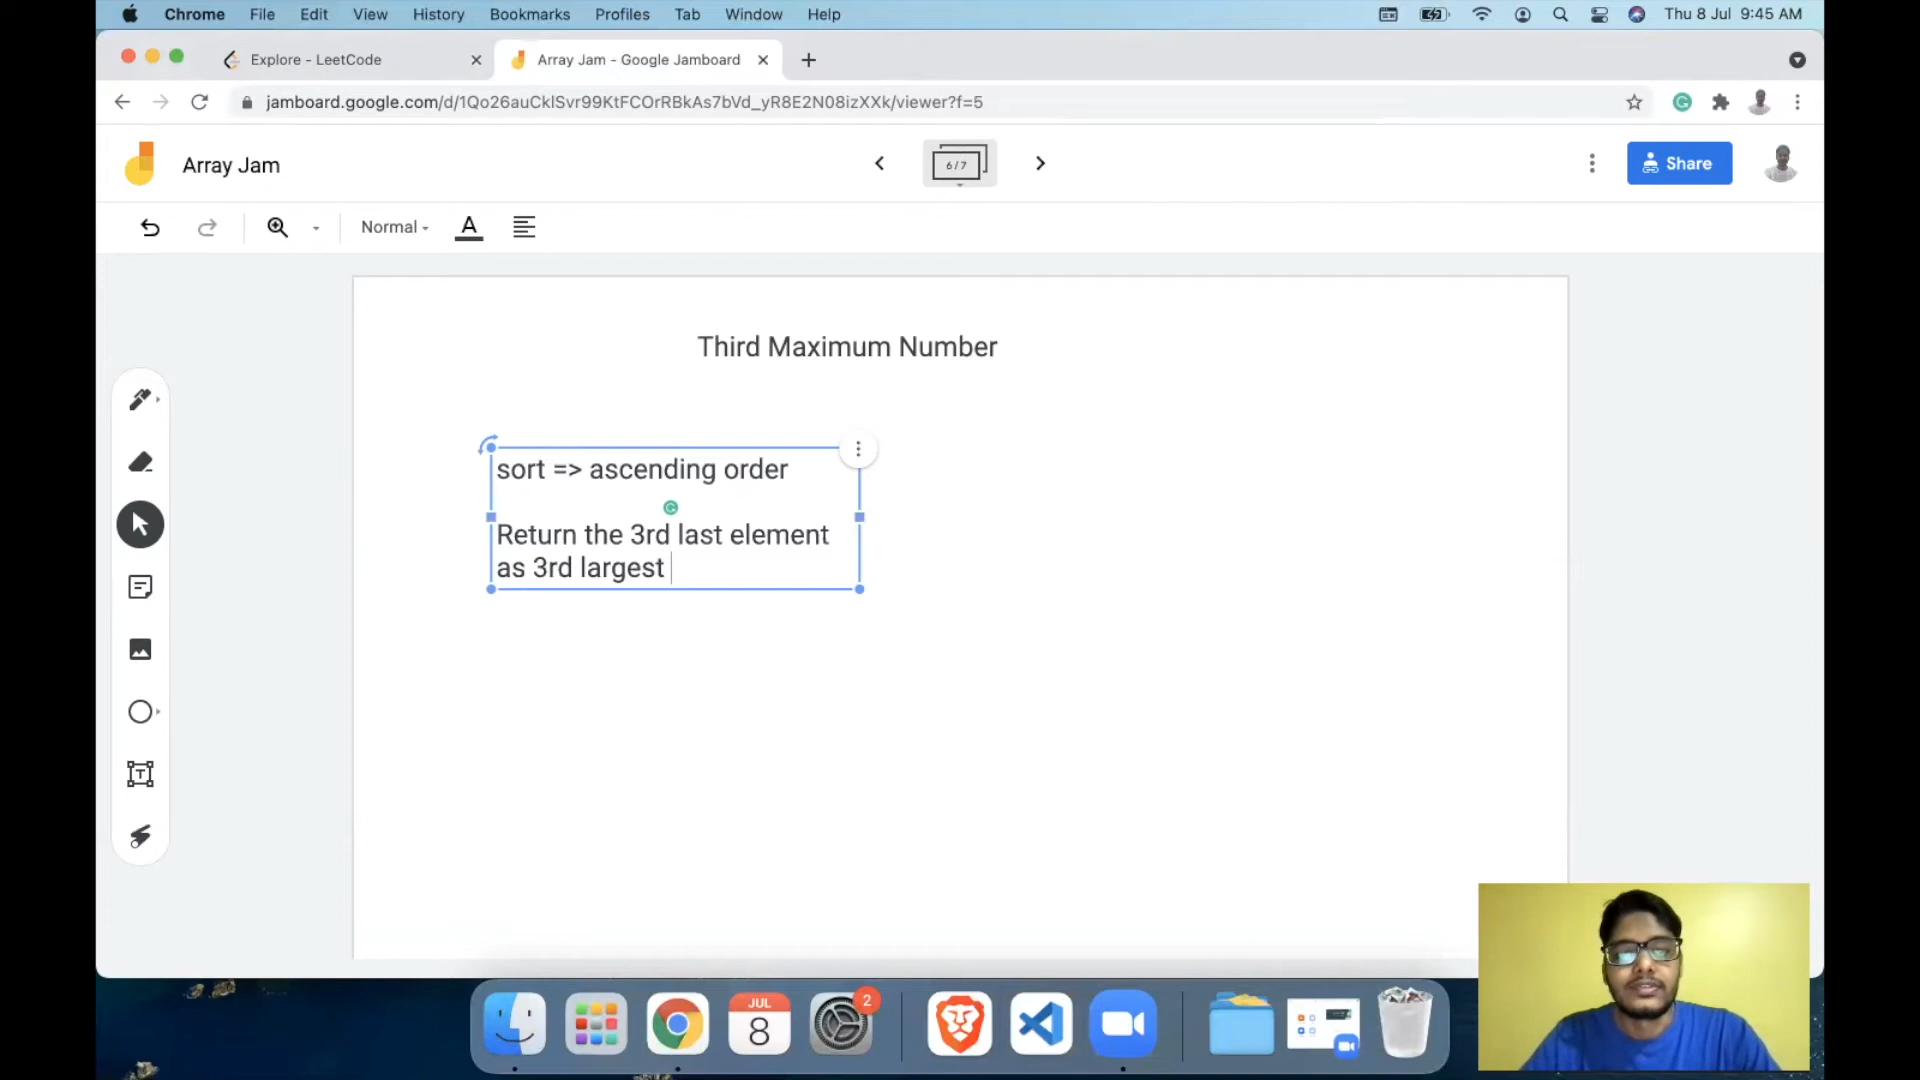 Chrome File Edit View History Bookmarks Profiles Tab Window Help Thu 8 Jul 9:45 AM
Explore - LeetCode Array Jam - Google Jamboard
jamboard.google.com/d/1Qo26auCklSvr99KtFCOrRBkAs7bVd_yR8E2N08izXXk/viewer?f=5
Array Jam 6/7 Share
Normal A
Third Maximum Number
sort => ascending order
Return the 3rd last element
as 3rd largest
JUL
8
2